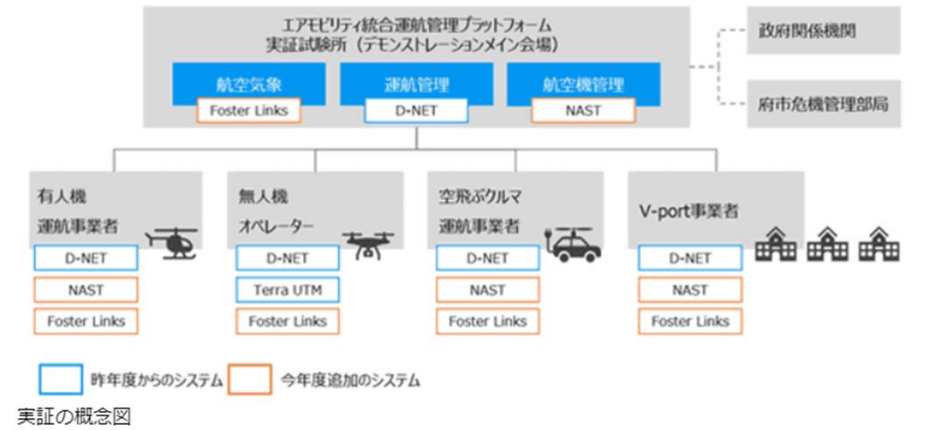 エアモビリティ統合運航管理プラットフォーム
実証試験所（デモンストレーションメイン会場）
航空気象
Foster Links
運航管理
D-NET
航空機管理
NAST
政府関係機関
府市危機管理部局
有人機
運航事業者
D-NET
NAST
Foster Links
無人機
オペレーター
D-NET
Terra UTM
Foster Links
空飛ぶクルマ
運航事業者
D-NET
NAST
Foster Links
V-port事業者
D-NET
NAST
Foster Links
昨年度からのシステム
今年度追加のシステム
実証の概念図